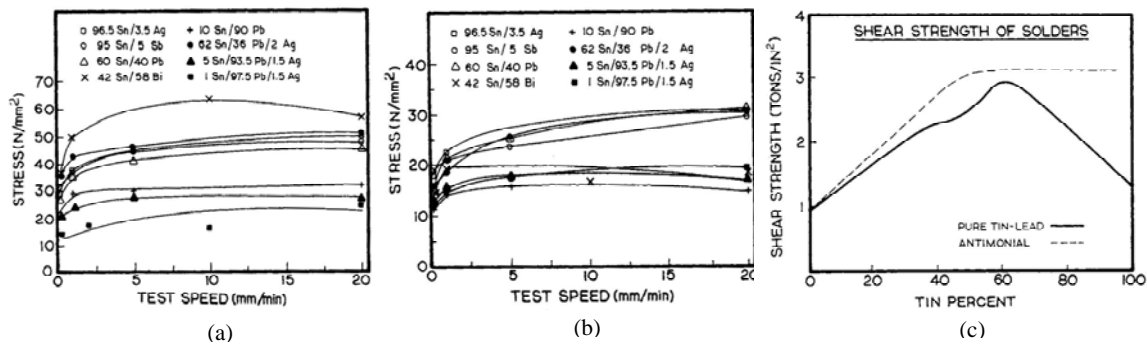 96.5 Sn/3.5 Ag
95 Sn/5 Sb
60 Sn/40 Pb
42 Sn/58 Bi
10 Sn/90 Pb
62 Sn/36 Pb/2 Ag
5 Sn/93.5 Pb/1.5 Ag
1 Sn/97.5 Pb/1.5 Ag
STRESS (N/mm²)
70
60
50
40
30
20
10
0
0 5 10 15 20
TEST SPEED (mm/min)
(a)
96.5 Sn/3.5 Ag
95 Sn/5 Sb
60 Sn/40 Pb
42 Sn/58 Bi
10 Sn/90 Pb
62 Sn/36 Pb/2 Ag
5 Sn/93.5 Pb/1.5 Ag
1 Sn/97.5 Pb/1.5 Ag
STRESS (N/mm²)
40
30
20
10
0
0 5 10 15 20
TEST SPEED (mm/min)
(b)
SHEAR STRENGTH OF SOLDERS
SHEAR STRENGTH (TONS/IN²)
4
3
2
1
PURE TIN-LEAD
ANTIMONIAL
0 20 40 60 80 100
TIN PERCENT
(c)